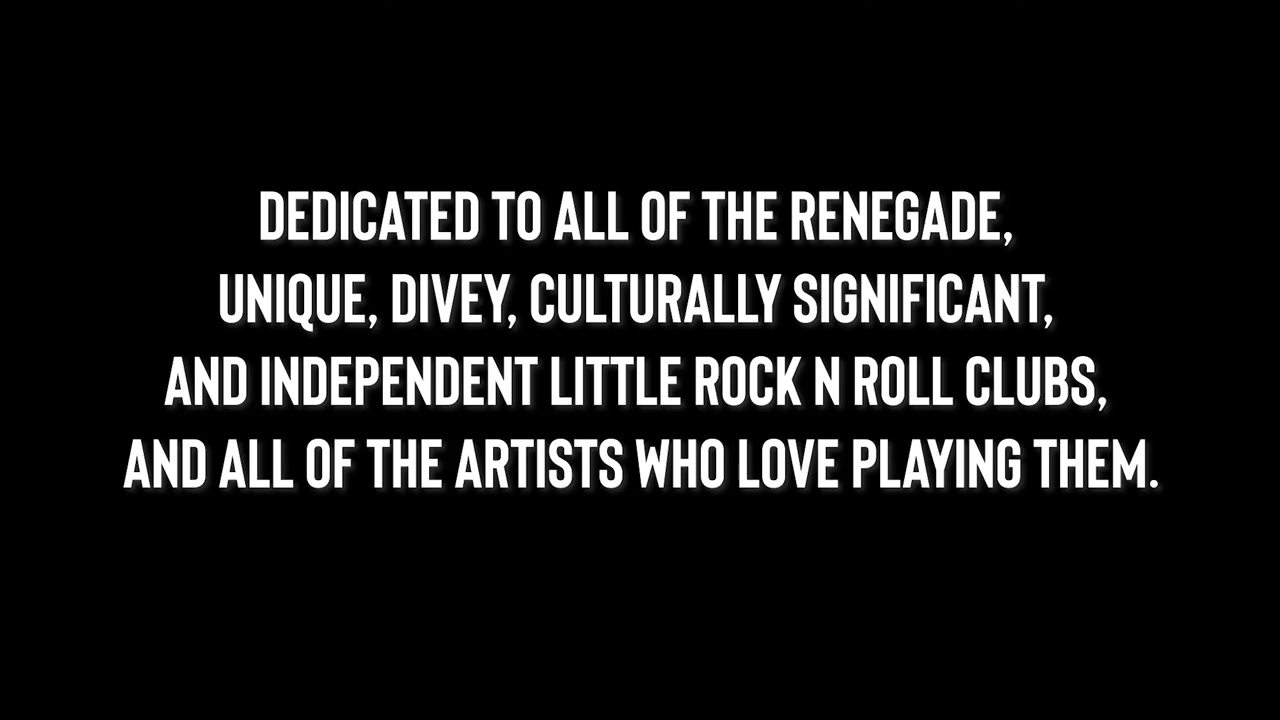 DEDICATED TO ALL OF THE RENEGADE,
UNIQUE, DIVEY, CULTURALLY SIGNIFICANT,
AND INDEPENDENT LITTLE ROCK N ROLL CLUBS,
AND ALL OF THE ARTISTS WHO LOVE PLAYING THEM.